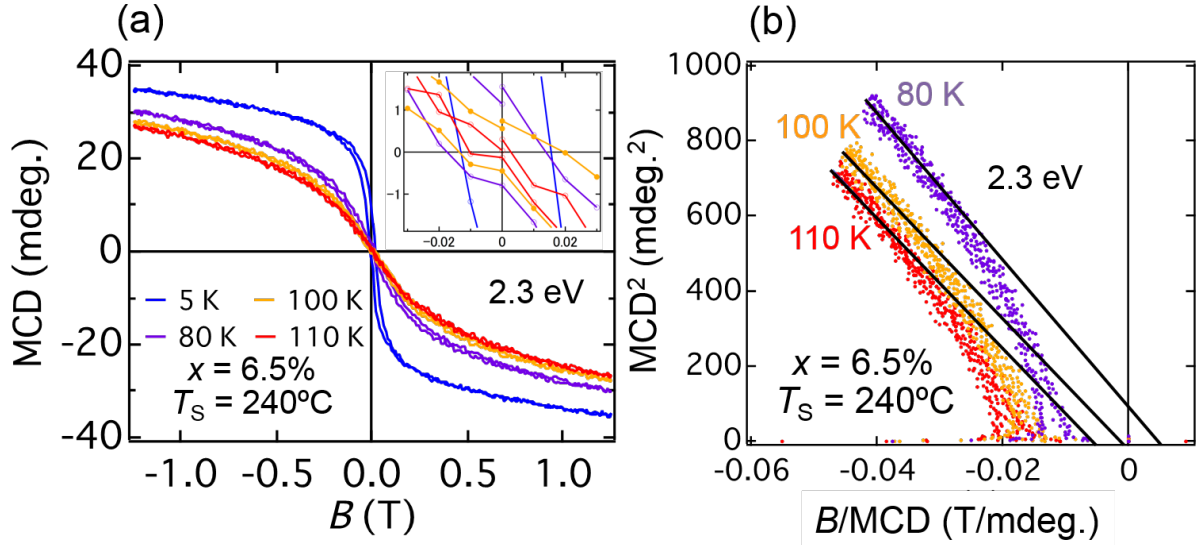 (a)
MCD (mdeg.)
40
20
0
-20
-40
-1.0
-0.5
0.0
0.5
1.0
B (T)
1
0
-1
-0.02
0
0.02
2.3 eV
5 K
100 K
80 K
110 K
x = 6.5%
TS = 240ºC
(b)
MCD² (mdeg.²)
1000
800
600
400
200
0
-0.06
-0.04
-0.02
0
B/MCD (T/mdeg.)
80 K
100 K
2.3 eV
110 K
x = 6.5%
TS = 240ºC